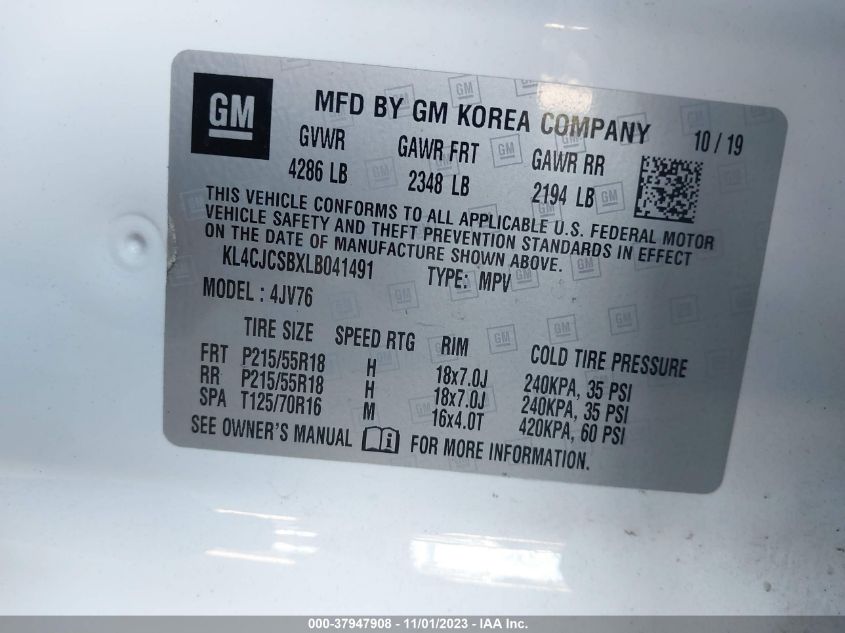 GM
MFD BY GM KOREA COMPANY 10 / 19
GVWR GAWR FRT GAWR RR
4286 LB 2348 LB 2194 LB
THIS VEHICLE CONFORMS TO ALL APPLICABLE U.S. FEDERAL MOTOR
VEHICLE SAFETY AND THEFT PREVENTION STANDARDS IN EFFECT
ON THE DATE OF MANUFACTURE SHOWN ABOVE.
KL4CJCSBXLB041491 TYPE: MPV
MODEL : 4JV76
TIRE SIZE SPEED RTG RIM COLD TIRE PRESSURE
FRT P215/55R18 H 18x7.0J 240KPA, 35 PSI
RR P215/55R18 H 18x7.0J 240KPA, 35 PSI
SPA T125/70R16 M 16x4.0T 420KPA, 60 PSI
SEE OWNER'S MANUAL FOR MORE INFORMATION.
000-37947908 - 11/01/2023 - IAA Inc.